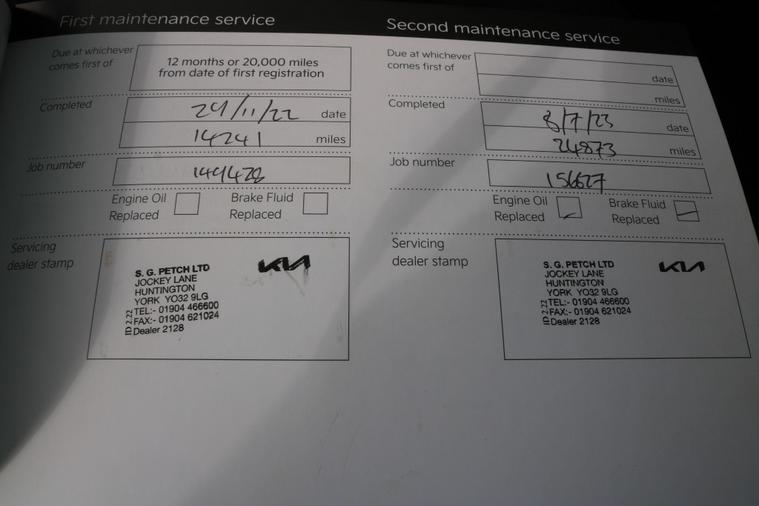 First maintenance service
Due at whichever
comes first of
12 months or 20,000 miles
from date of first registration
Completed
29/11/22 date
14241 miles
Job number
Engine Oil
Replaced
Brake Fluid
Replaced
Servicing
dealer stamp
S. G. PETCH LTD
JOCKEY LANE
HUNTINGTON
YORK YO32 9LG
TEL:- 01904 466600
FAX:- 01904 621024
Dealer 2128
KIA
Second maintenance service
Due at whichever
comes first of
date
miles
Completed
8/7/23 date
24873 miles
Job number
15627
Engine Oil
Replaced
Brake Fluid
Replaced
Servicing
dealer stamp
S. G. PETCH LTD
JOCKEY LANE
HUNTINGTON
YORK YO32 9LG
TEL:- 01904 466600
FAX:- 01904 621024
Dealer 2128
KIA